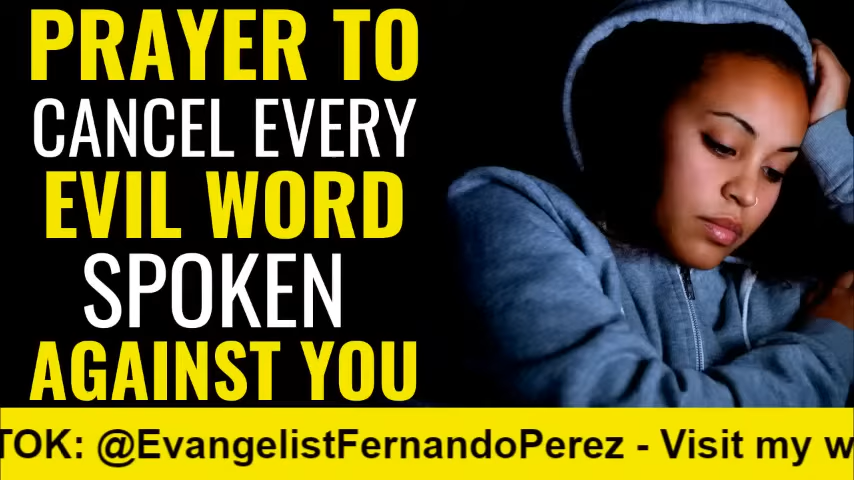 PRAYER TO
CANCEL EVERY
EVIL WORD
SPOKEN
AGAINST YOU
TOK: @EvangelistFernandoPerez - Visit my w